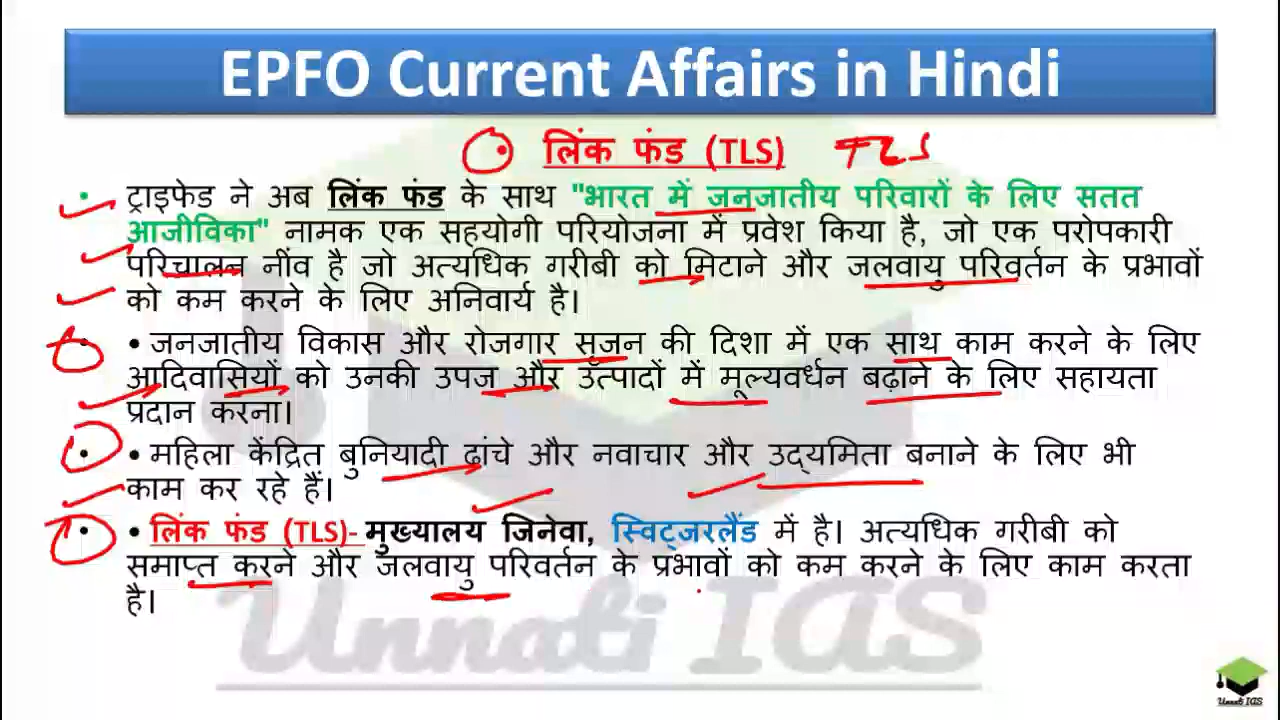 EPFO Current Affairs in Hindi
लिंक फंड (TLS) TLS
ट्राइफेड ने अब लिंक फंड के साथ "भारत में जनजातीय परिवारों के लिए सतत
आजीविका" नामक एक सहयोगी परियोजना में प्रवेश किया है, जो एक परोपकारी
परिचालन नींव है जो अत्यधिक गरीबी को मिटाने और जलवायु परिवर्तन के प्रभावों
को कम करने के लिए अनिवार्य है।
• जनजातीय विकास और रोजगार सृजन की दिशा में एक साथ काम करने के लिए
आदिवासियों को उनकी उपज और उत्पादों में मूल्यवर्धन बढ़ाने के लिए सहायता
प्रदान करना।
• महिला केंद्रित बुनियादी ढांचे और नवाचार और उद्यमिता बनाने के लिए भी
काम कर रहे हैं।
• लिंक फंड (TLS)- मुख्यालय जिनेवा, स्विट्जरलैंड में है। अत्यधिक गरीबी को
समाप्त करने और जलवायु परिवर्तन के प्रभावों को कम करने के लिए काम करता
है।
Unnati IAS
Unnati IAS